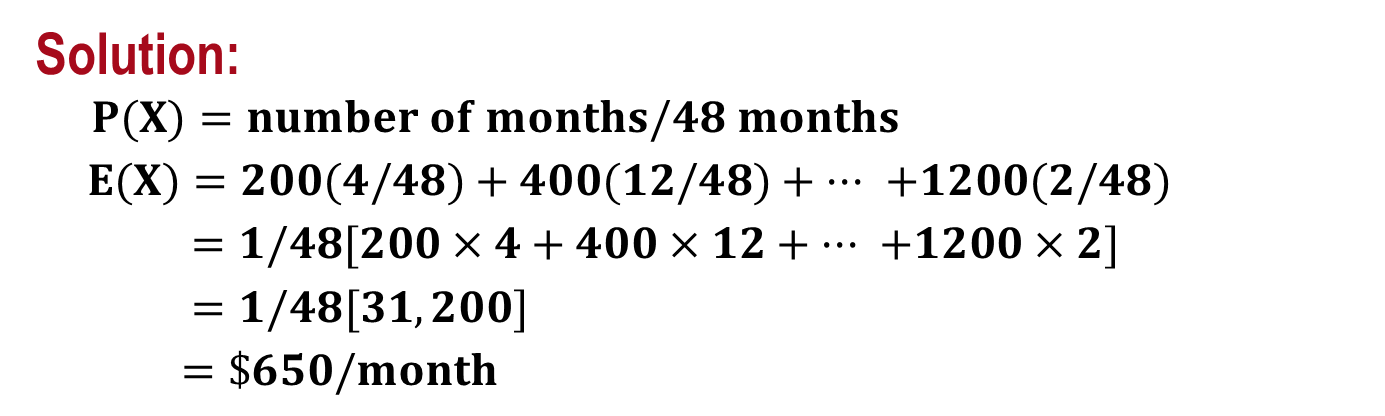 Solution:
P(X) = number of months/48 months
E(X) = 200(4/48) + 400(12/48) + ⋯ +1200(2/48)
= 1/48[200 × 4 + 400 × 12 + ⋯ +1200 × 2]
= 1/48[31, 200]
= $650/month